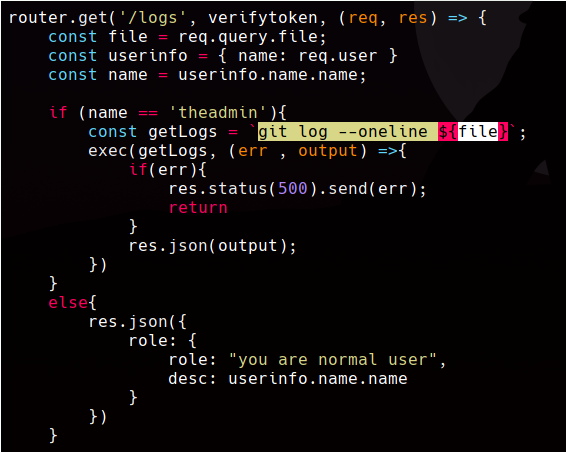 router.get('/logs', verifytoken, (req, res) => {
    const file = req.query.file;
    const userinfo = { name: req.user }
    const name = userinfo.name.name;

    if (name == 'theadmin'){
        const getLogs = `git log --oneline ${file}`;
        exec(getLogs, (err , output) =>{
            if(err){
                res.status(500).send(err);
                return
            }
            res.json(output);
        })
    }
    else{
        res.json({
            role: {
                role: "you are normal user",
                desc: userinfo.name.name
            }
        })
    }